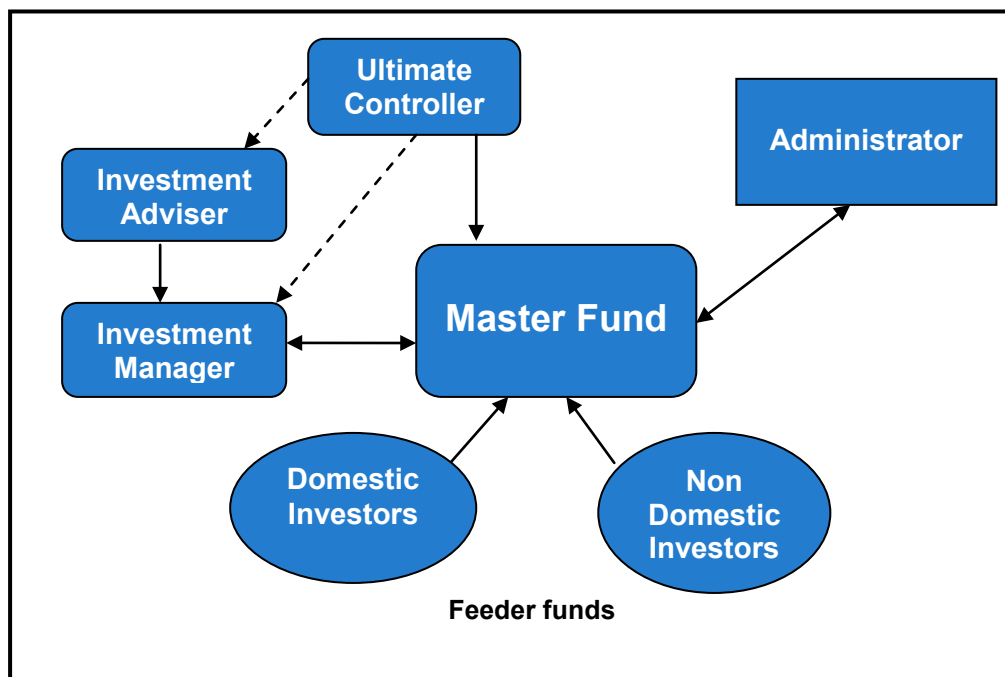 Ultimate
Controller
Administrator
Investment
Adviser
Master Fund
Investment
Manager
Domestic
Investors
Non
Domestic
Investors
Feeder funds